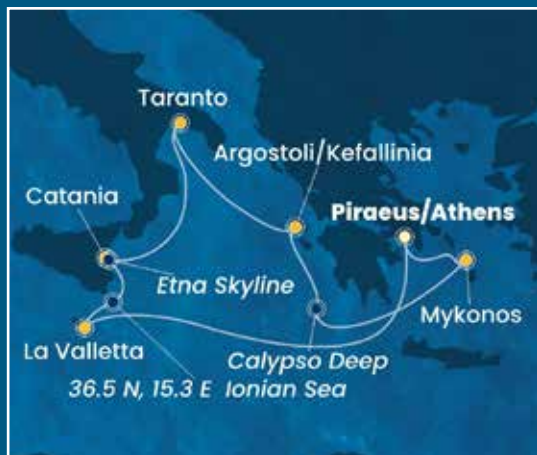 Taranto
Argostoli/Kefallinia
Catania
Piraeus/Athens
Etna Skyline
Mykonos
La Valletta
Calypso Deep
36.5 N, 15.3 E Ionian Sea